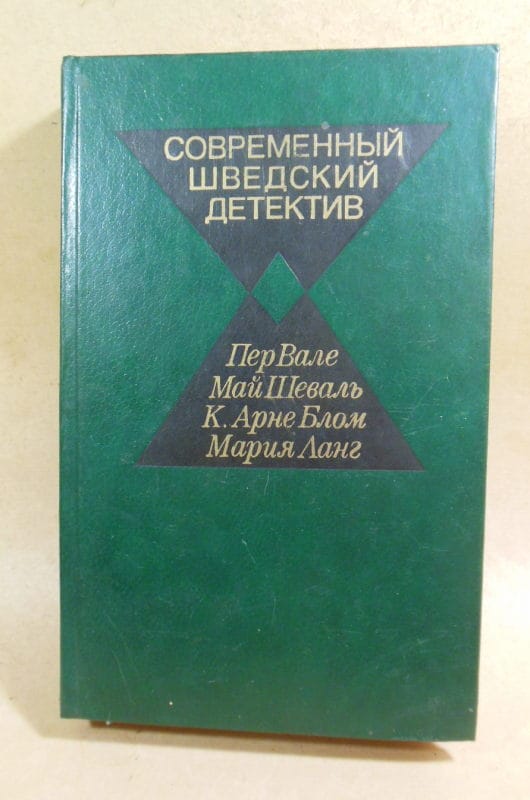 СОВРЕМЕННЫЙ
ШВЕДСКИЙ
ДЕТЕКТИВ
Пер Вале
Май Шеваль
К. Арне Блом
Мария Ланг